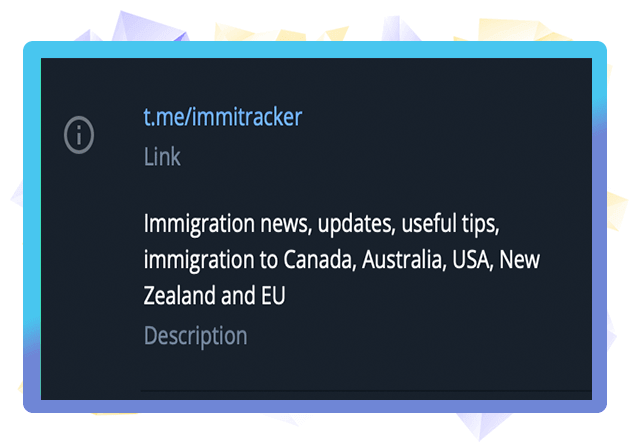 t.me/immitracker
Link
Immigration news, updates, useful tips,
immigration to Canada, Australia, USA, New
Zealand and EU
Description